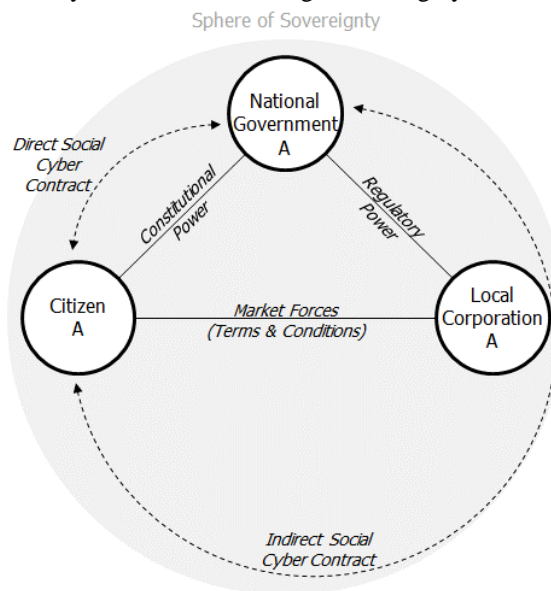 Sphere of Sovereignty
National
Government
A
Direct Social
Cyber
Contract
Constitutional
Power
Regulatory
Power
Citizen
A
Market Forces
(Terms & Conditions)
Local
Corporation
A
Indirect Social
Cyber Contract